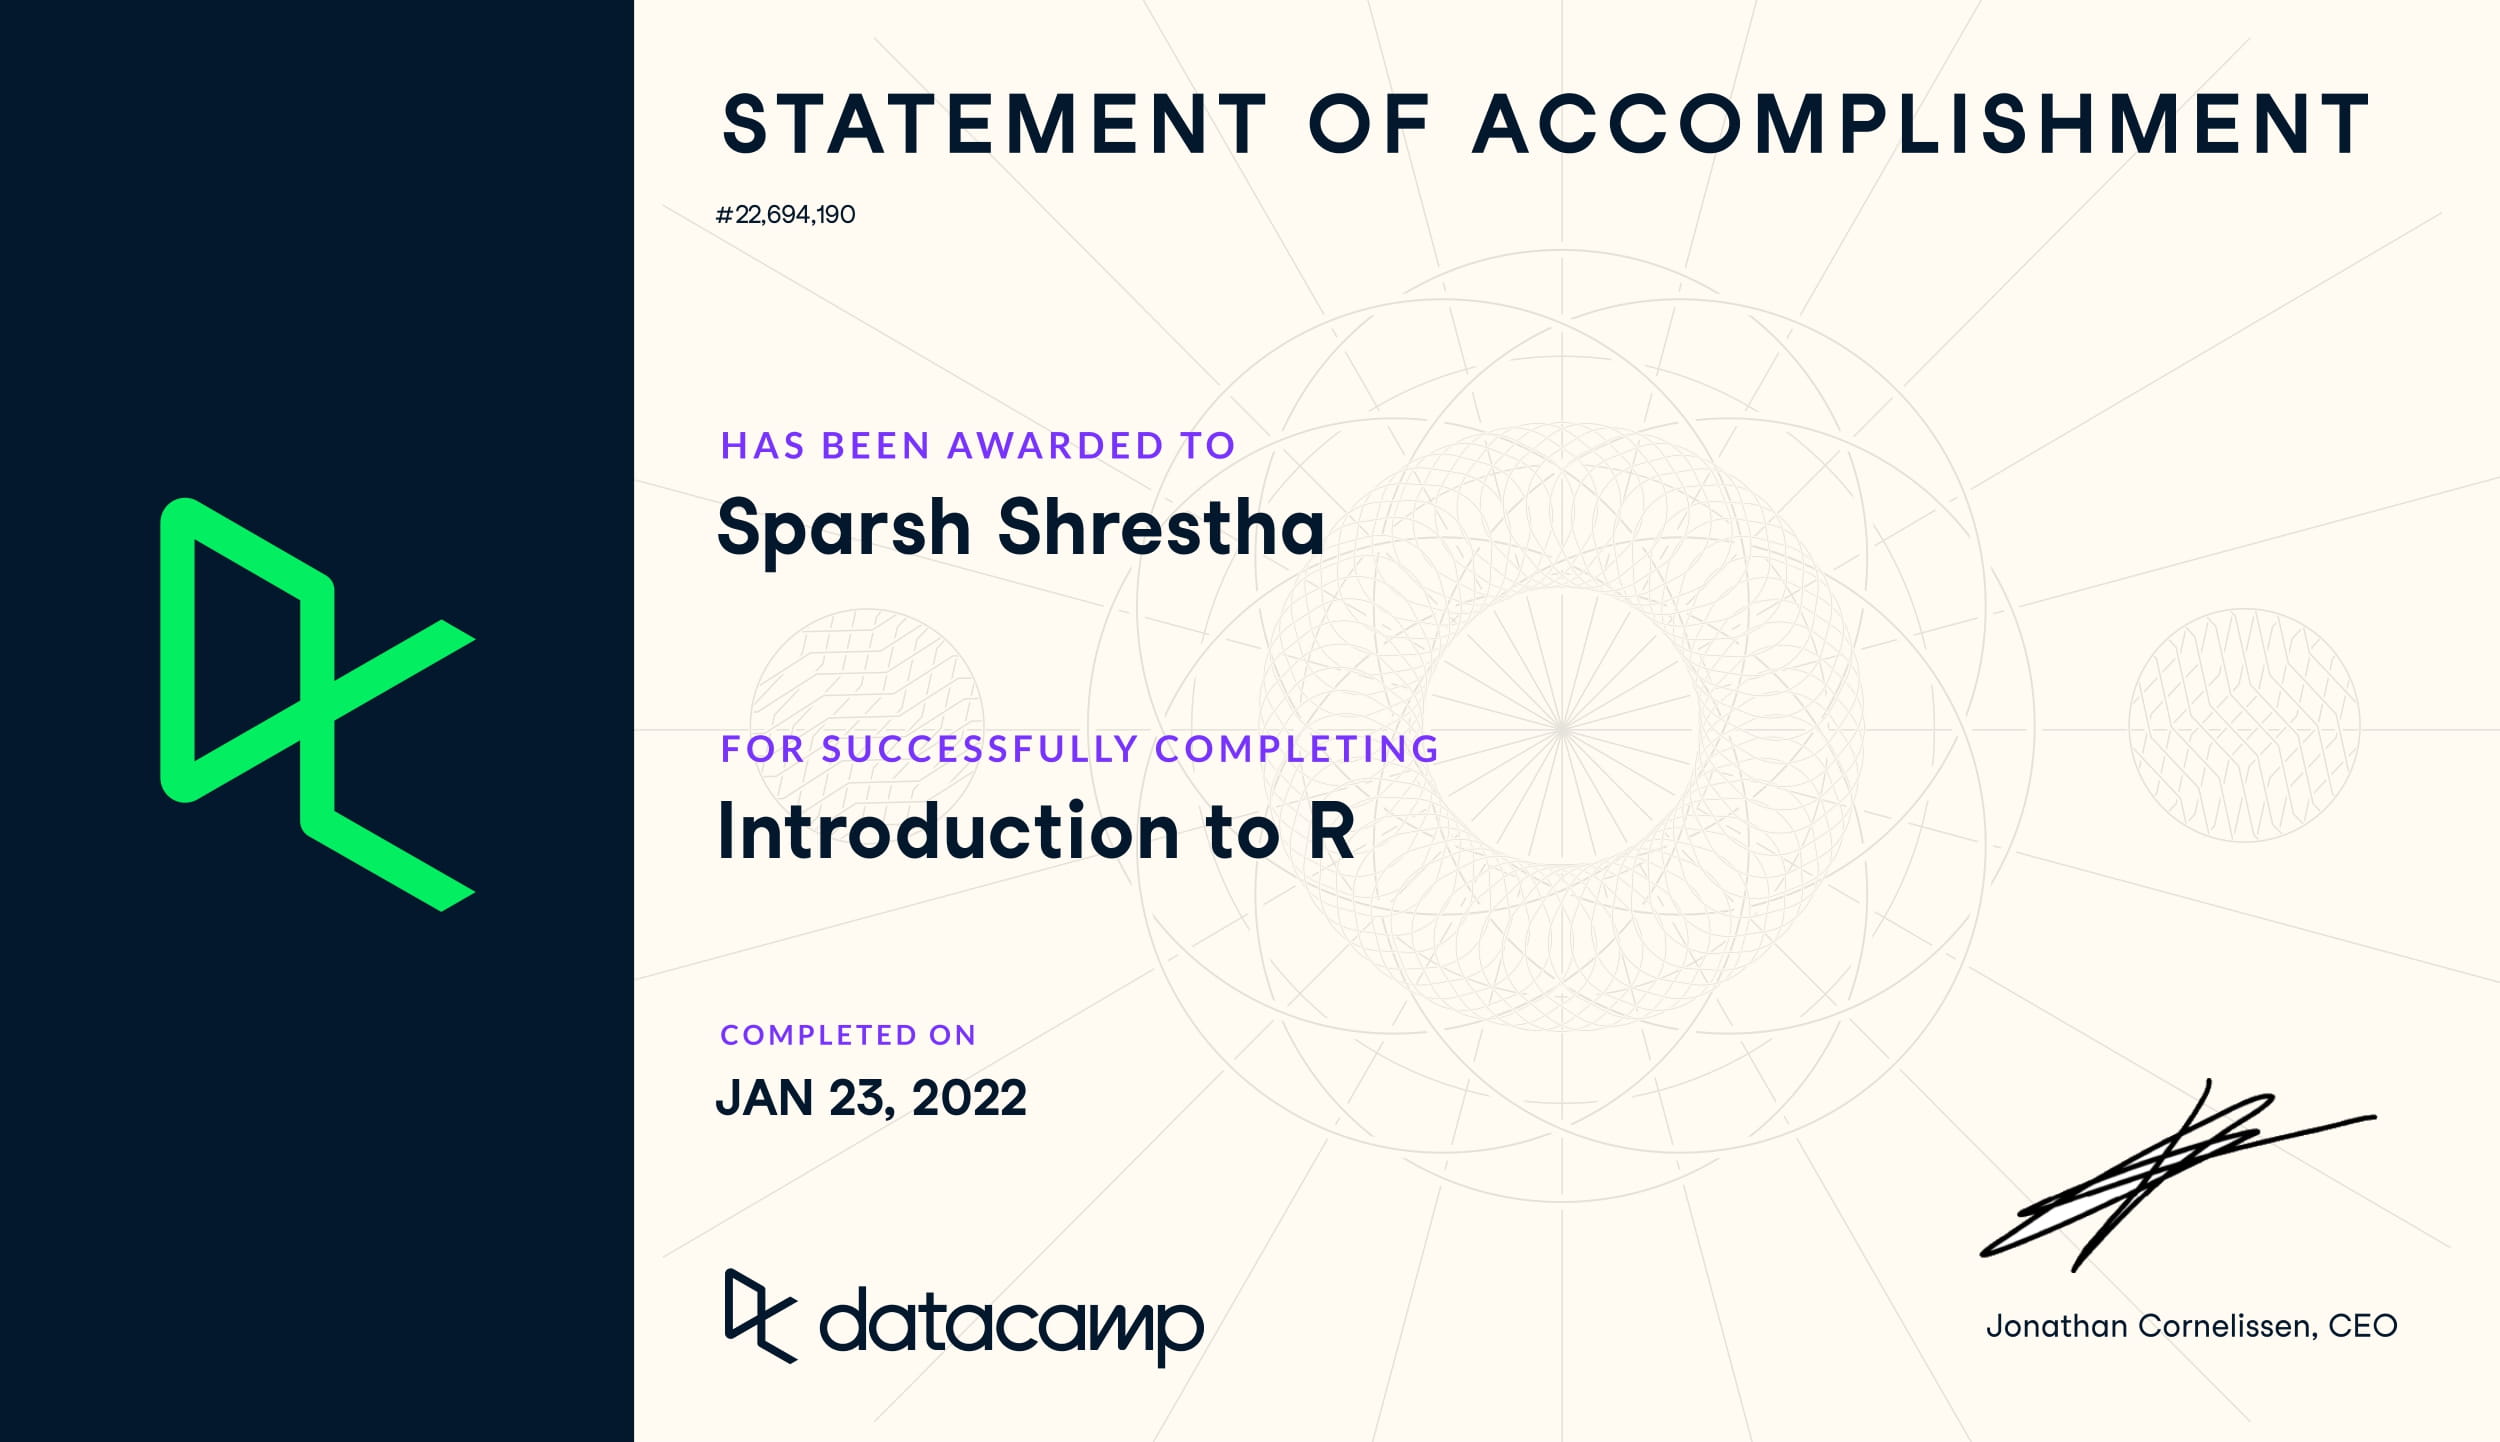 STATEMENT OF ACCOMPLISHMENT
#22,694,190
HAS BEEN AWARDED TO
Sparsh Shrestha
FOR SUCCESSFULLY COMPLETING
Introduction to R
COMPLETED ON
JAN 23, 2022
datacamp
Jonathan Cornelissen, CEO